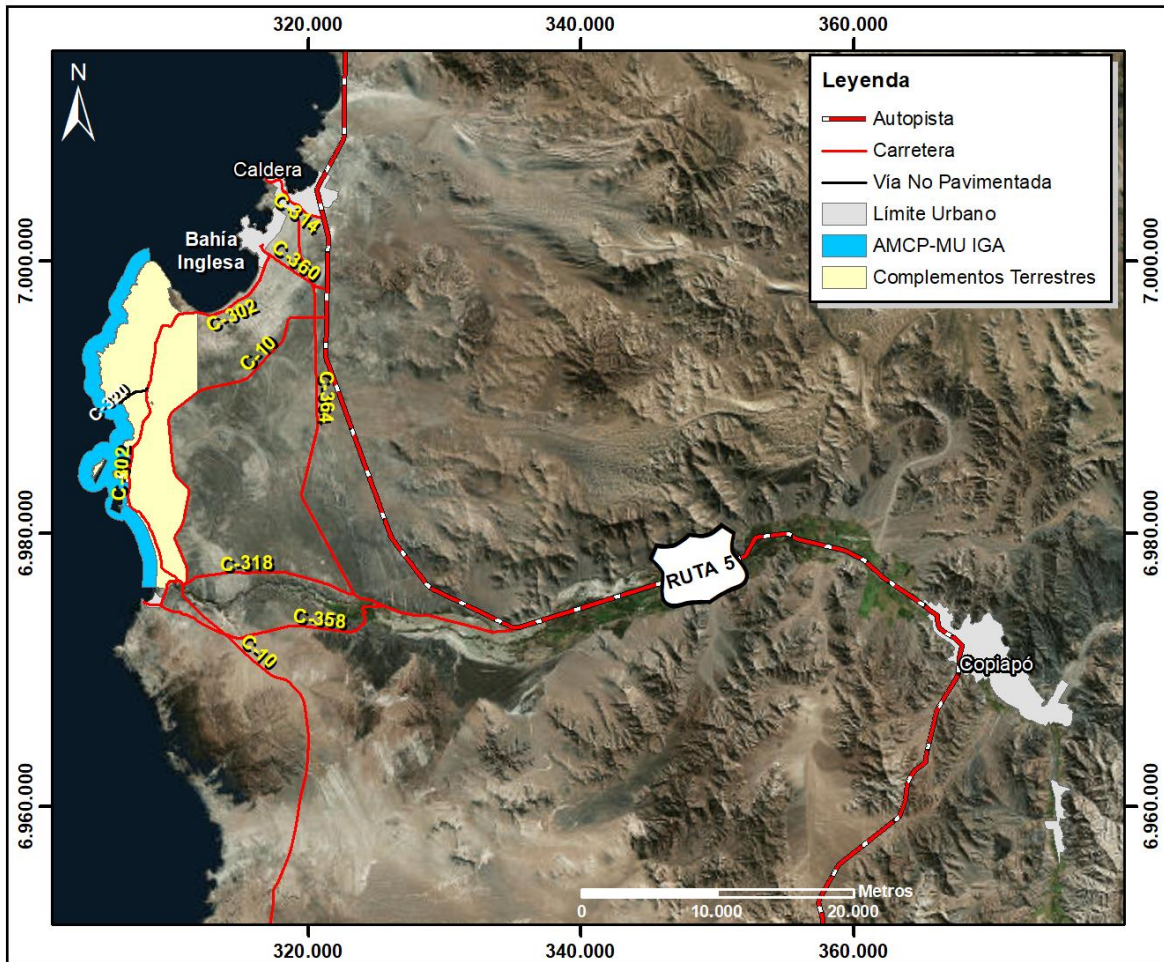 320.000
340.000
360.000
N
Leyenda
Autopista
Carretera
Vía No Pavimentada
Límite Urbano
AMCP-MU IGA
Complementos Terrestres
Caldera
C-314
Bahía
Inglesa
C-360
7.000.000
7.000.000
C-302
C-10
C-364
C-320
C-302
6.980.000
6.980.000
C-318
RUTA 5
C-358
C-10
Copiapó
6.960.000
6.960.000
Metros
0
10.000
20.000
320.000
340.000
360.000